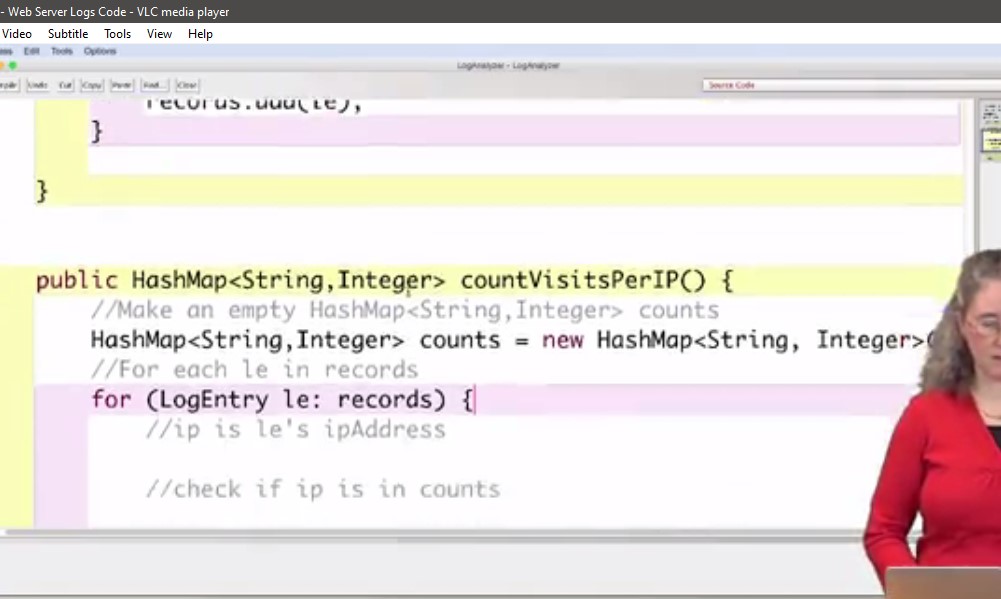 - Web Server Logs Code - VLC media player
Video Subtitle Tools View Help
Edit Tools Options
LogAnalyzer - LogAnalyzer
Undo Cut Copy Paste Find... Close Source Code
records.add(le);
}
}
public HashMap<String,Integer> countVisitsPerIP() {
//Make an empty HashMap<String,Integer> counts
HashMap<String,Integer> counts = new HashMap<String, Integer>(
//For each le in records
for (LogEntry le: records) {
//ip is le's ipAddress
//check if ip is in counts